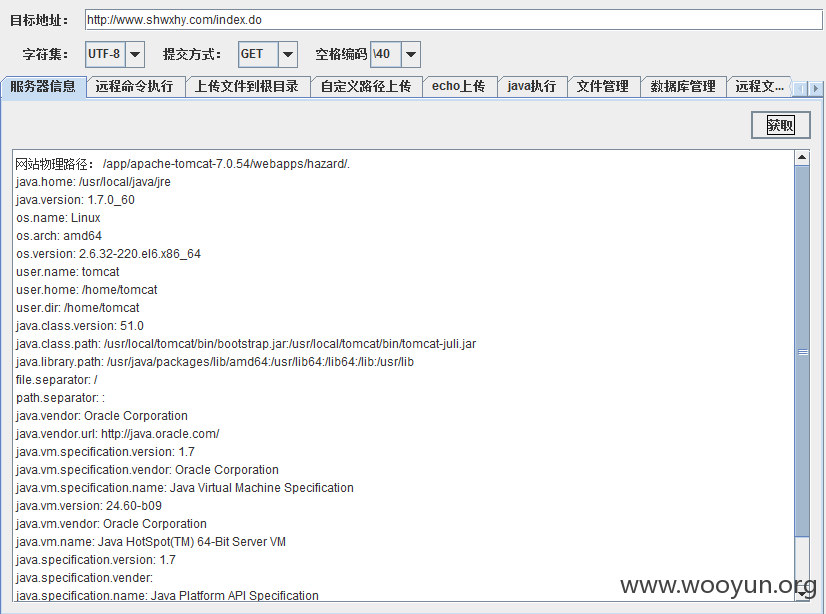 目标地址： http://www.shwxhy.com/index.do
字符集： UTF-8 提交方式： GET 空格编码 \40
服务器信息 远程命令执行 上传文件到根目录 自定义路径上传 echo上传 java执行 文件管理 数据库管理 远程文...
获取
网站物理路径： /app/apache-tomcat-7.0.54/webapps/hazard/.
java.home: /usr/local/java/jre
java.version: 1.7.0_60
os.name: Linux
os.arch: amd64
os.version: 2.6.32-220.el6.x86_64
user.name: tomcat
user.home: /home/tomcat
user.dir: /home/tomcat
java.class.version: 51.0
java.class.path: /usr/local/tomcat/bin/bootstrap.jar:/usr/local/tomcat/bin/tomcat-juli.jar
java.library.path: /usr/java/packages/lib/amd64:/usr/lib64:/lib64:/lib:/usr/lib
file.separator: /
path.separator: :
java.vendor: Oracle Corporation
java.vendor.url: http://java.oracle.com/
java.vm.specification.version: 1.7
java.vm.specification.vendor: Oracle Corporation
java.vm.specification.name: Java Virtual Machine Specification
java.vm.version: 24.60-b09
java.vm.vendor: Oracle Corporation
java.vm.name: Java HotSpot(TM) 64-Bit Server VM
java.specification.version: 1.7
java.specification.vender:
java.specification.name: Java Platform API Specification
www.wooyun.org